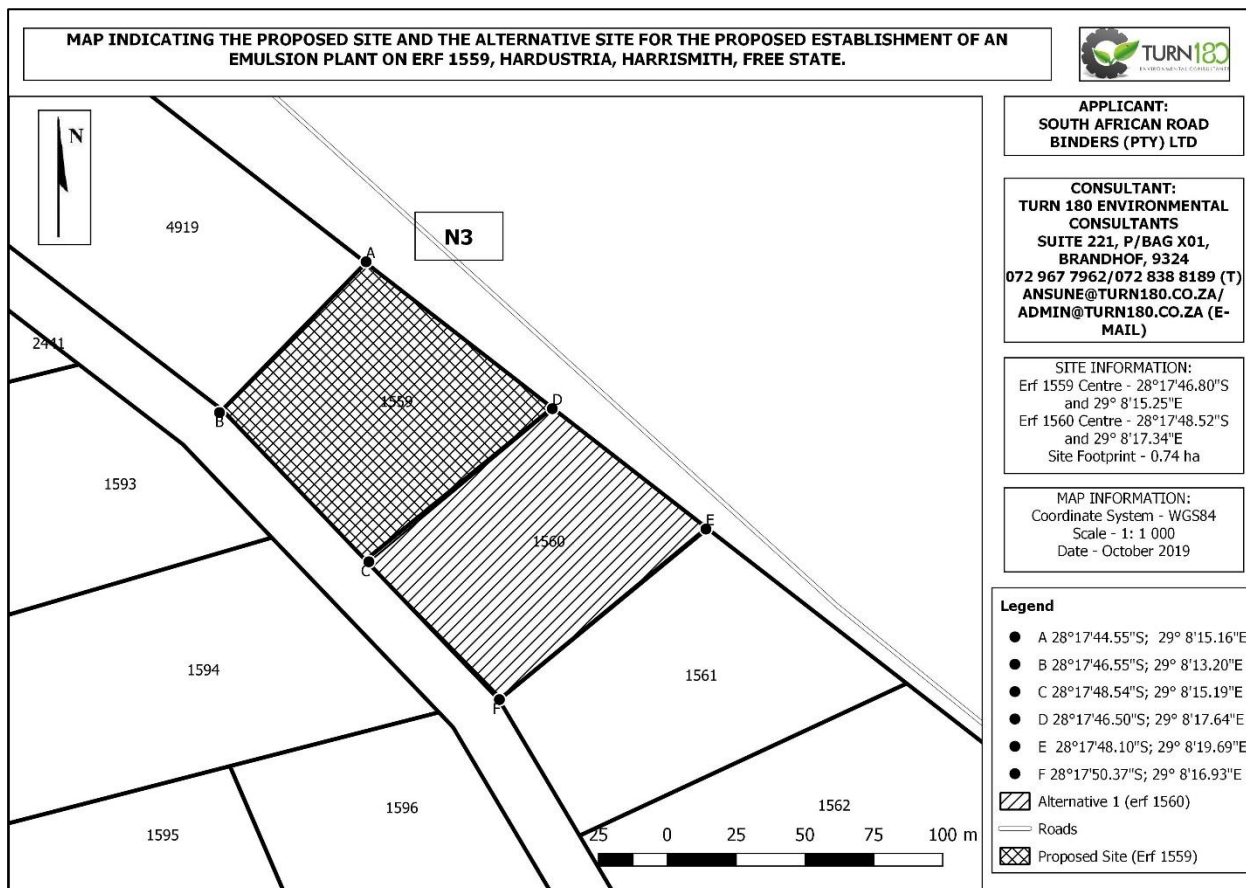 MAP INDICATING THE PROPOSED SITE AND THE ALTERNATIVE SITE FOR THE PROPOSED ESTABLISHMENT OF AN
EMULSION PLANT ON ERF 1559, HARDUSTRIA, HARRISMITH, FREE STATE.
TURN180
ENVIRONMENTAL CONSULTANTS
N
4919
A
N3
2441
1559
D
B
1593
1560
E
C
1594
1561
F
1596
1595
1562
25 0 25 50 75 100 m
APPLICANT:
SOUTH AFRICAN ROAD
BINDERS (PTY) LTD
CONSULTANT:
TURN 180 ENVIRONMENTAL
CONSULTANTS
SUITE 221, P/BAG X01,
BRANDHOF, 9324
072 967 7962/072 838 8189 (T)
ANSUNE@TURN180.CO.ZA/
ADMIN@TURN180.CO.ZA (E-
MAIL)
SITE INFORMATION:
Erf 1559 Centre - 28°17'46.80"S
and 29° 8'15.25"E
Erf 1560 Centre - 28°17'48.52"S
and 29° 8'17.34"E
Site Footprint - 0.74 ha
MAP INFORMATION:
Coordinate System - WGS84
Scale - 1: 1 000
Date - October 2019
Legend
A 28°17'44.55"S; 29° 8'15.16"E
B 28°17'46.55"S; 29° 8'13.20"E
C 28°17'48.54"S; 29° 8'15.19"E
D 28°17'46.50"S; 29° 8'17.64"E
E 28°17'48.10"S; 29° 8'19.69"E
F 28°17'50.37"S; 29° 8'16.93"E
Alternative 1 (erf 1560)
Roads
Proposed Site (Erf 1559)